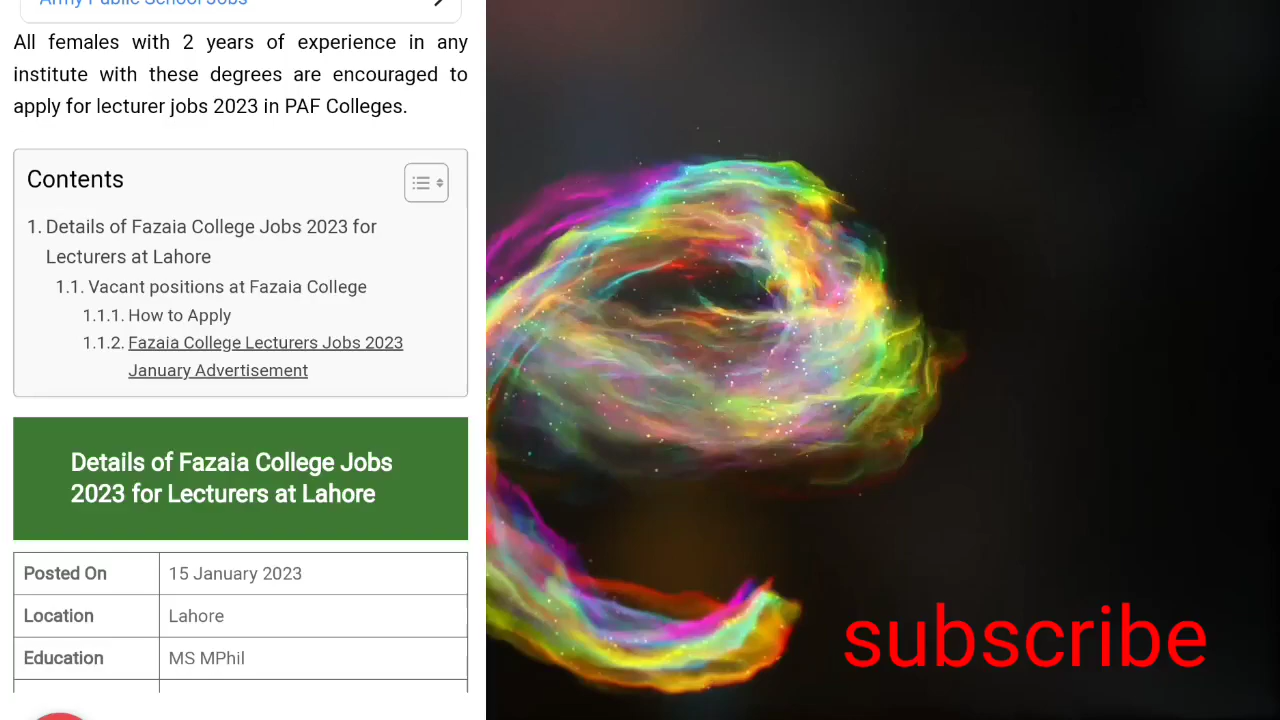 Army Public School Jobs
All females with 2 years of experience in any
institute with these degrees are encouraged to
apply for lecturer jobs 2023 in PAF Colleges.
Contents
1. Details of Fazaia College Jobs 2023 for
Lecturers at Lahore
1.1. Vacant positions at Fazaia College
1.1.1. How to Apply
1.1.2. Fazaia College Lecturers Jobs 2023
January Advertisement
Details of Fazaia College Jobs
2023 for Lecturers at Lahore
Posted On 15 January 2023
Location Lahore
Education MS MPhil
subscribe